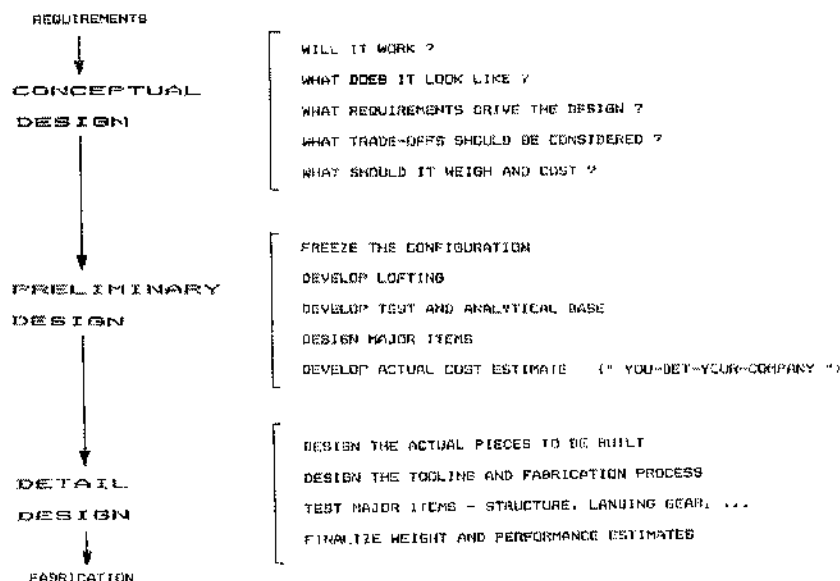 REQUIREMENTS
CONCEPTUAL
DESIGN
WILL IT WORK ?
WHAT DOES IT LOOK LIKE ?
WHAT REQUIREMENTS DRIVE THE DESIGN ?
WHAT TRADE-OFFS SHOULD BE CONSIDERED ?
WHAT SHOULD IT WEIGH AND COST ?
PRELIMINARY
DESIGN
FREEZE THE CONFIGURATION
DEVELOP LOFTING
DEVELOP TEST AND ANALYTICAL BASE
DESIGN MAJOR ITEMS
DEVELOP ACTUAL COST ESTIMATE (" YOU-BET-YOUR-COMPANY ")
DETAIL
DESIGN
DESIGN THE ACTUAL PIECES TO BE BUILT
DESIGN THE TOOLING AND FABRICATION PROCESS
TEST MAJOR ITEMS - STRUCTURE, LANDING GEAR, ...
FINALIZE WEIGHT AND PERFORMANCE ESTIMATES
FABRICATION